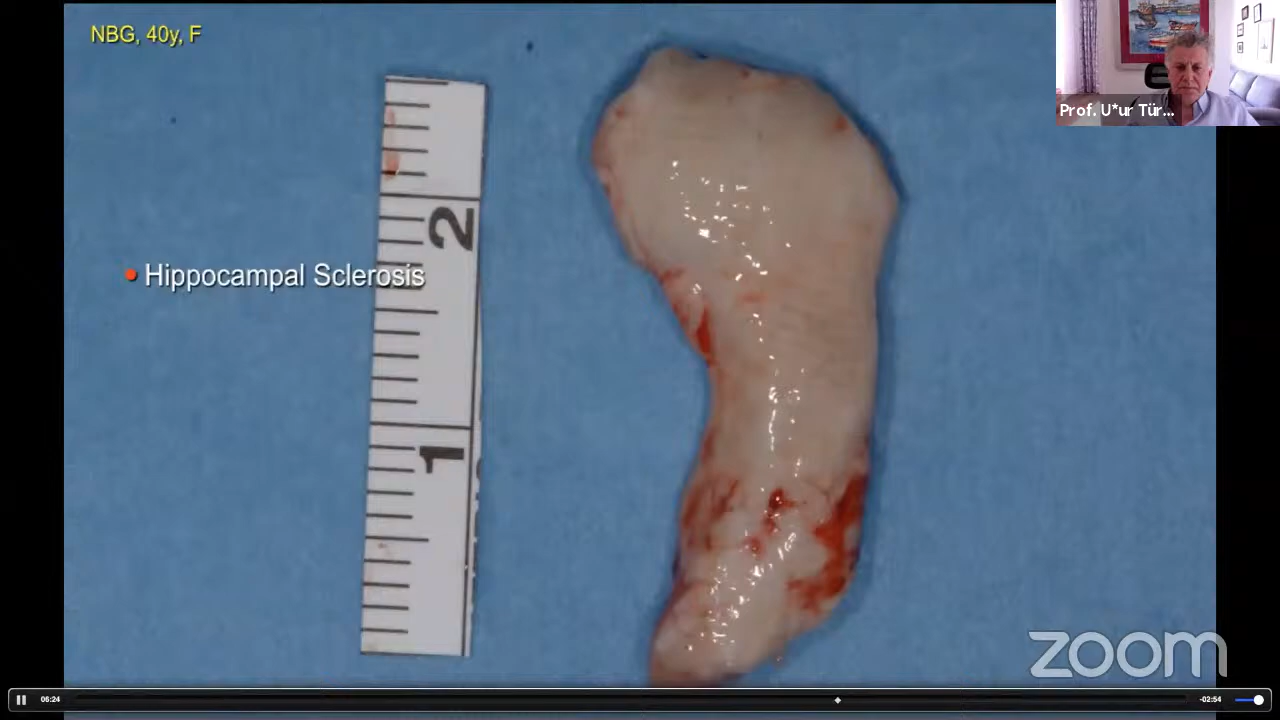 NBG, 40y, F
Prof. U*ur Tür...
2
Hippocampal Sclerosis
1
zoom
06:24
-02:54